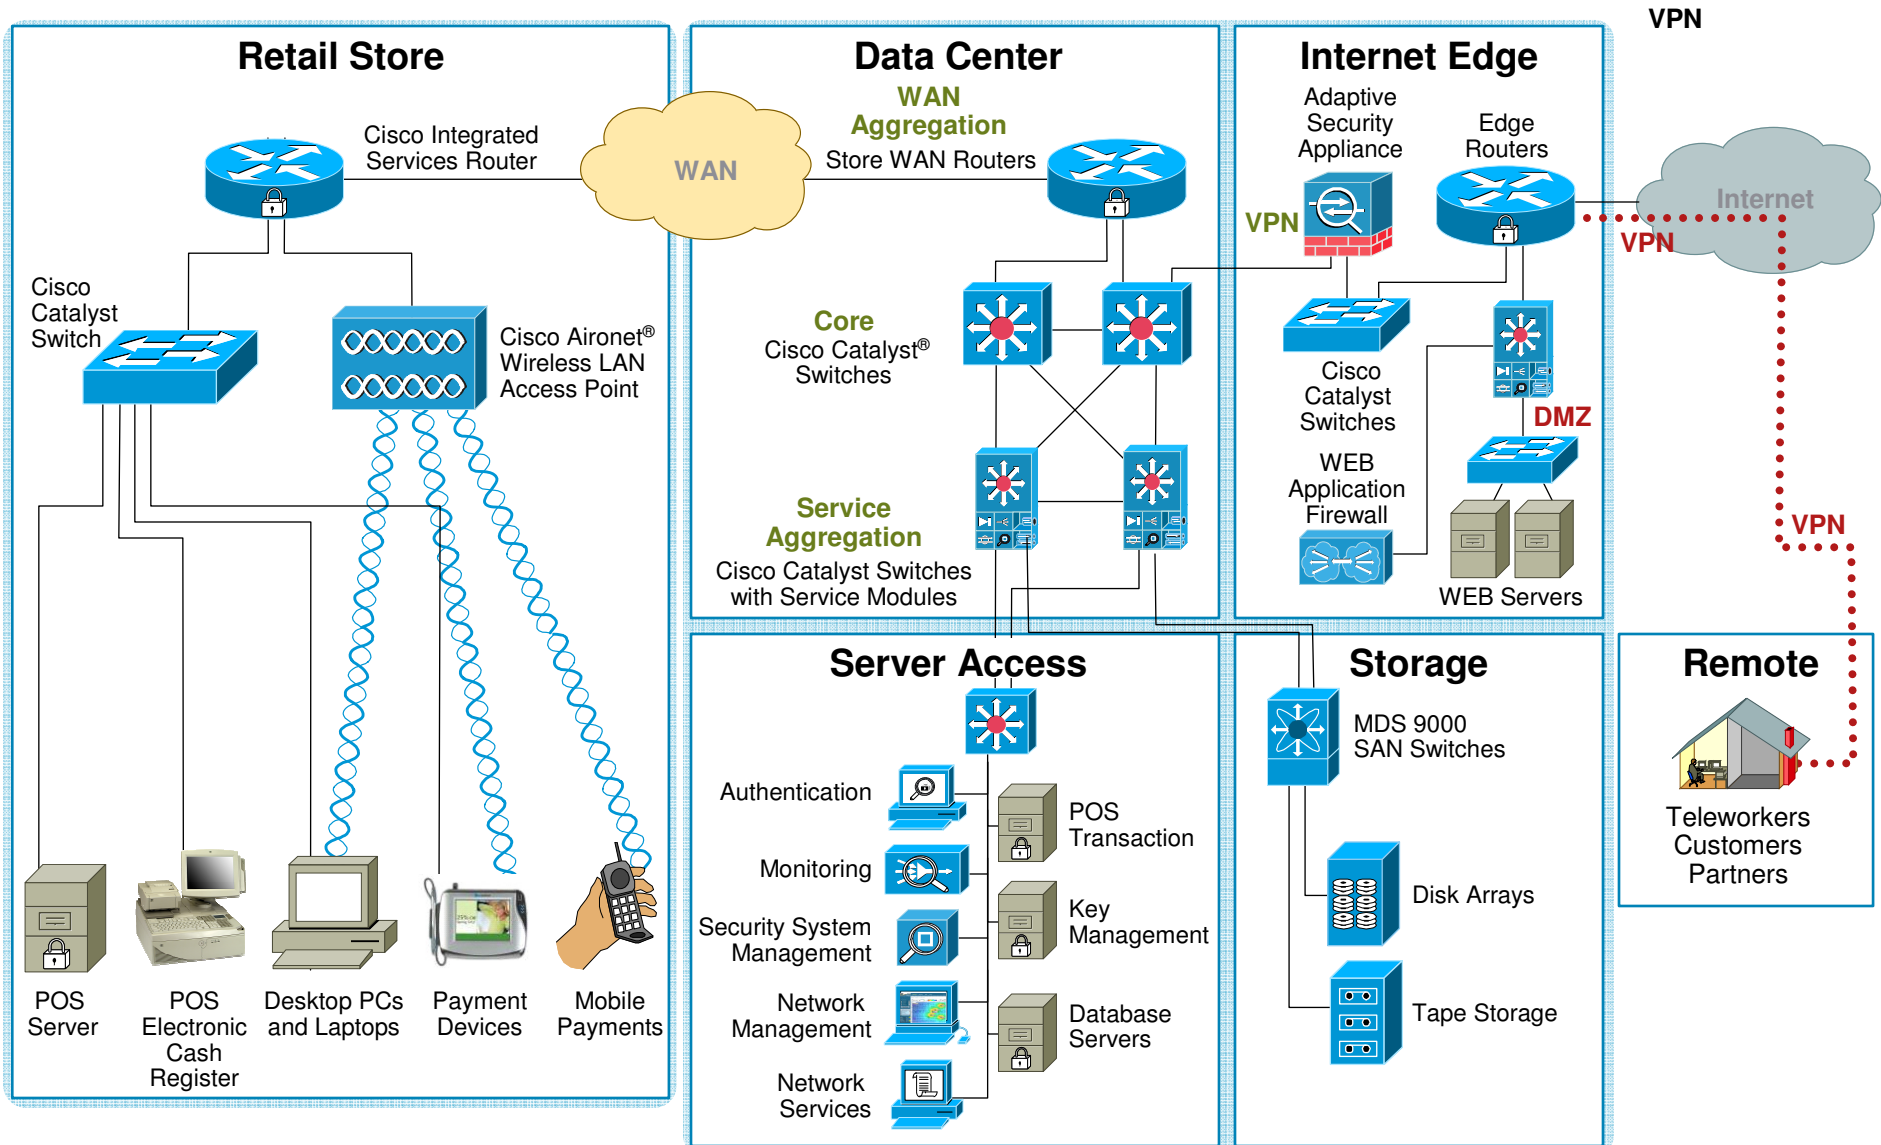 VPN
Retail Store
Cisco Integrated
Services Router
WAN
Cisco
Catalyst
Switch
Cisco Aironet®
Wireless LAN
Access Point
POS
Server
POS
Electronic
Cash
Register
Desktop PCs
and Laptops
Payment
Devices
Mobile
Payments
Data Center
WAN
Aggregation
Store WAN Routers
Core
Cisco Catalyst®
Switches
Service
Aggregation
Cisco Catalyst Switches
with Service Modules
Internet Edge
Adaptive
Security
Appliance
Edge
Routers
VPN
VPN
Internet
Cisco
Catalyst
Switches
DMZ
WEB
Application
Firewall
WEB Servers
VPN
Server Access
Authentication
POS
Transaction
Monitoring
Key
Management
Security System
Management
Network
Management
Database
Servers
Network
Services
Storage
MDS 9000
SAN Switches
Disk Arrays
Tape Storage
Remote
Teleworkers
Customers
Partners